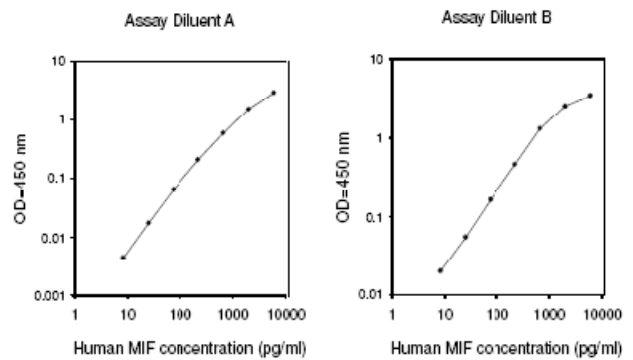 Assay Diluent A
10
1
0.1
0.01
0.001
OD=450 nm
1 10 100 1000 10000
Human MIF concentration (pg/ml)
Assay Diluent B
10
1
0.1
0.01
OD=450 nm
1 10 100 1000 10000
Human MIF concentration (pg/ml)